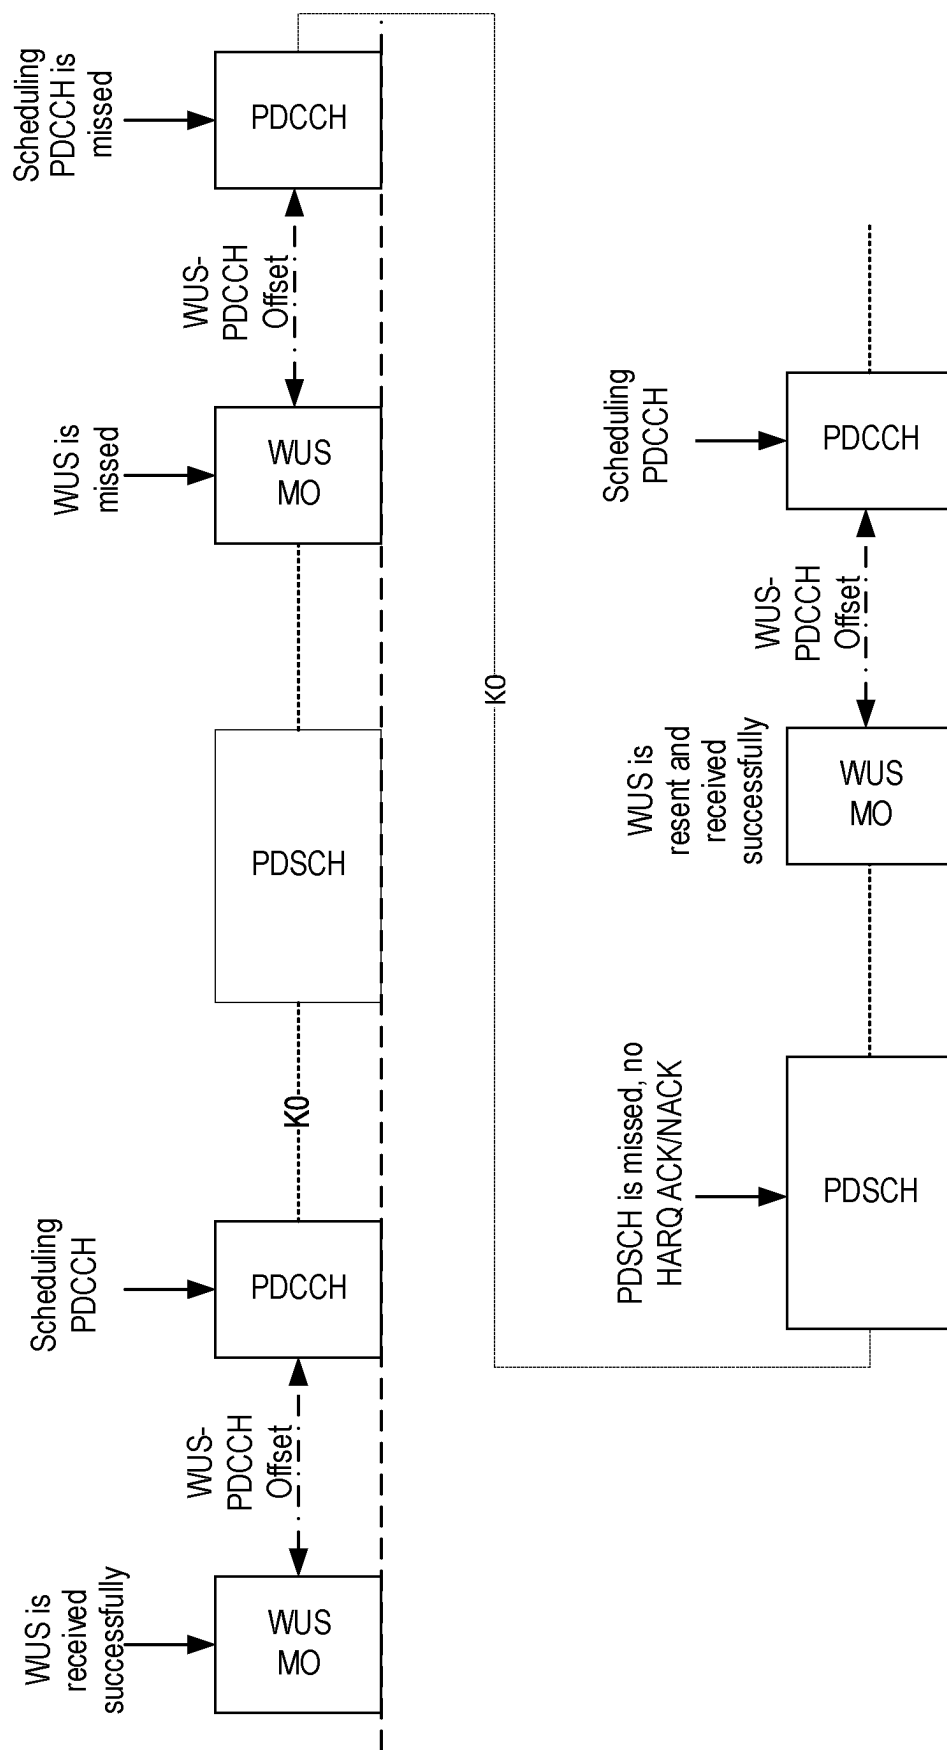 WUS is
received
successfully
WUS
MO
WUS-
PDCCH
Offset
Scheduling
PDCCH
PDCCH
K0
PDSCH
WUS is
missed
WUS
MO
WUS-
PDCCH
Offset
Scheduling
PDCCH is
missed
PDCCH
K0
PDSCH is missed, no
HARQ ACK/NACK
PDSCH
WUS is
resent and
received
successfully
WUS
MO
WUS-
PDCCH
Offset
Scheduling
PDCCH
PDCCH